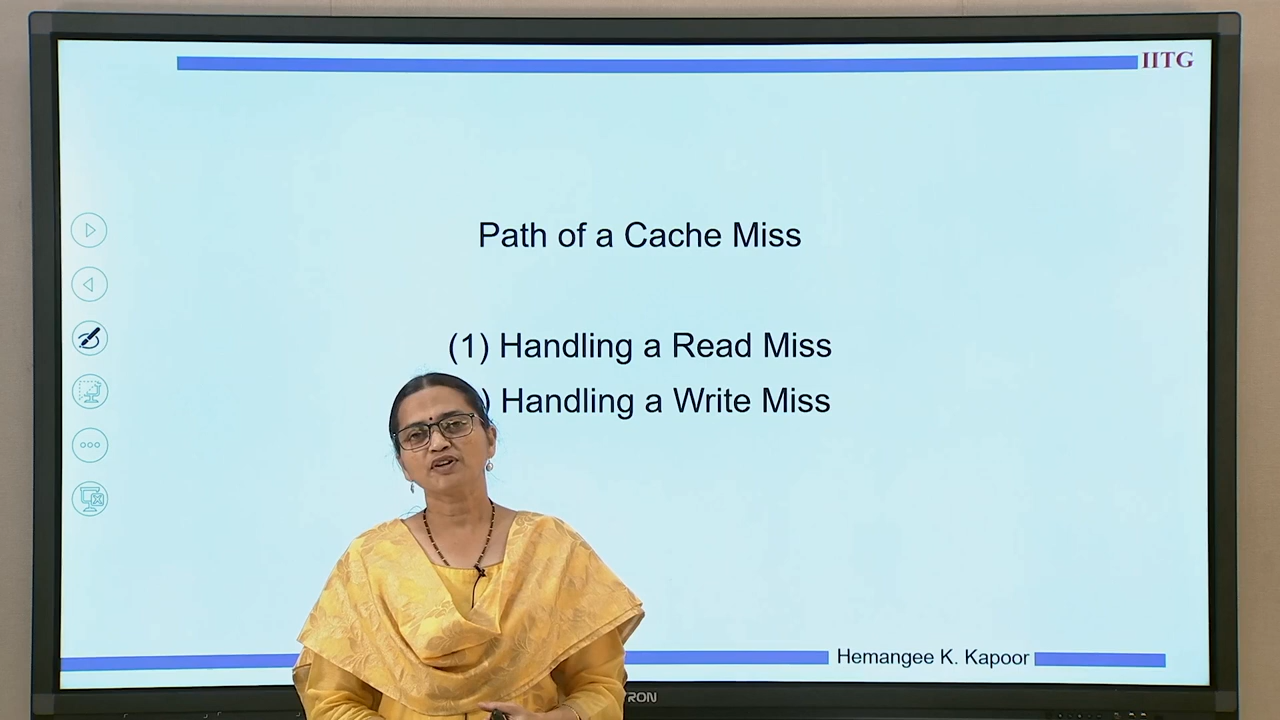 IITG
Path of a Cache Miss
(1) Handling a Read Miss
) Handling a Write Miss
Hemangee K. Kapoor
RON